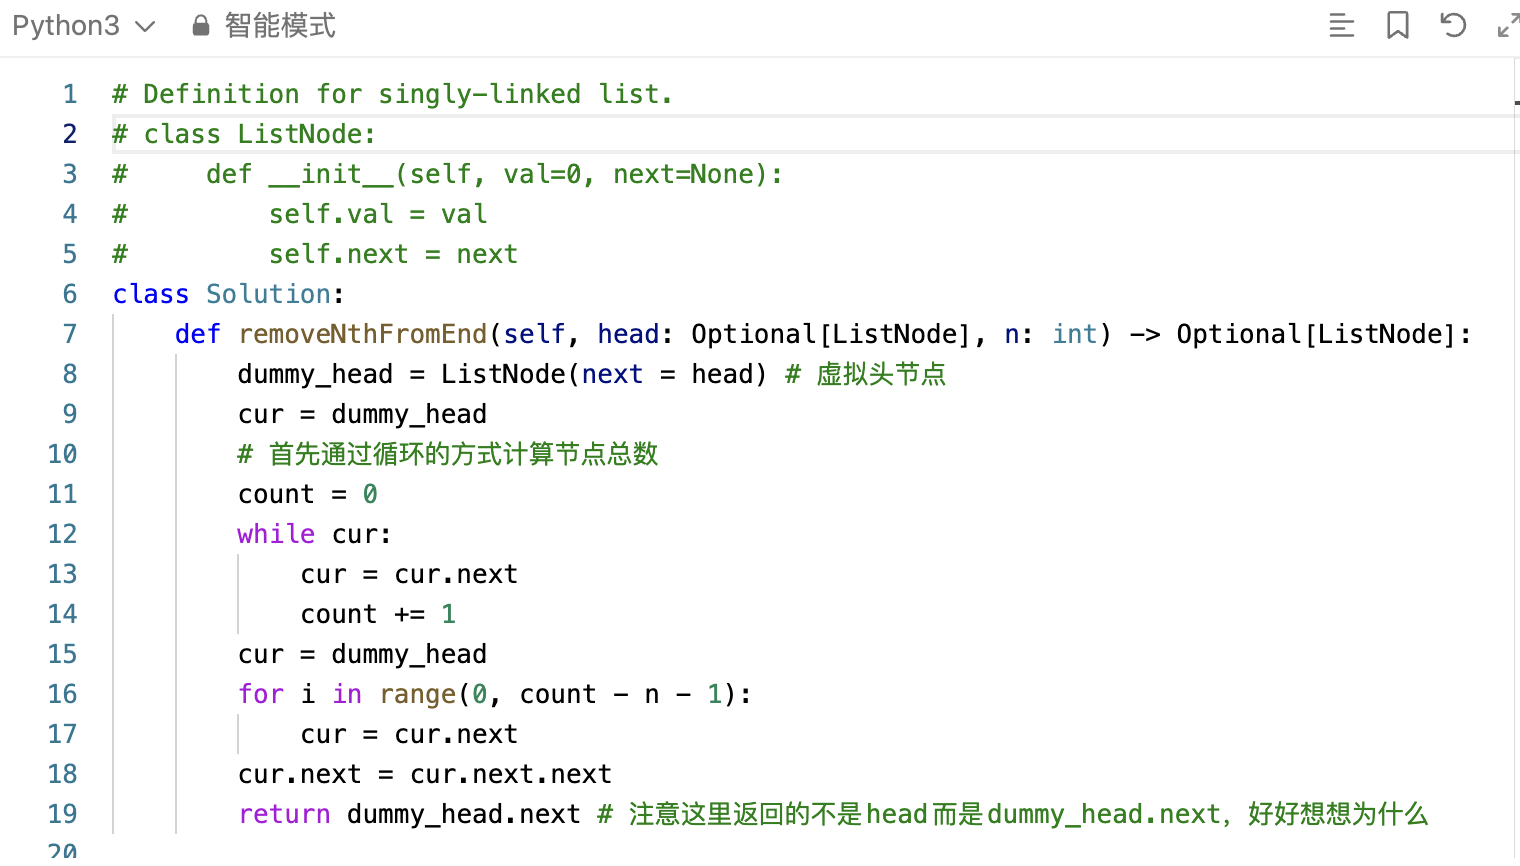 Python3 智能模式
1 # Definition for singly-linked list.
2 # class ListNode:
3 #     def __init__(self, val=0, next=None):
4 #         self.val = val
5 #         self.next = next
6 class Solution:
7     def removeNthFromEnd(self, head: Optional[ListNode], n: int) -> Optional[ListNode]:
8         dummy_head = ListNode(next = head) # 虚拟头节点
9         cur = dummy_head
10         # 首先通过循环的方式计算节点总数
11         count = 0
12         while cur:
13             cur = cur.next
14             count += 1
15         cur = dummy_head
16         for i in range(0, count - n - 1):
17             cur = cur.next
18         cur.next = cur.next.next
19         return dummy_head.next # 注意这里返回的不是head而是dummy_head.next，好好想想为什么
20